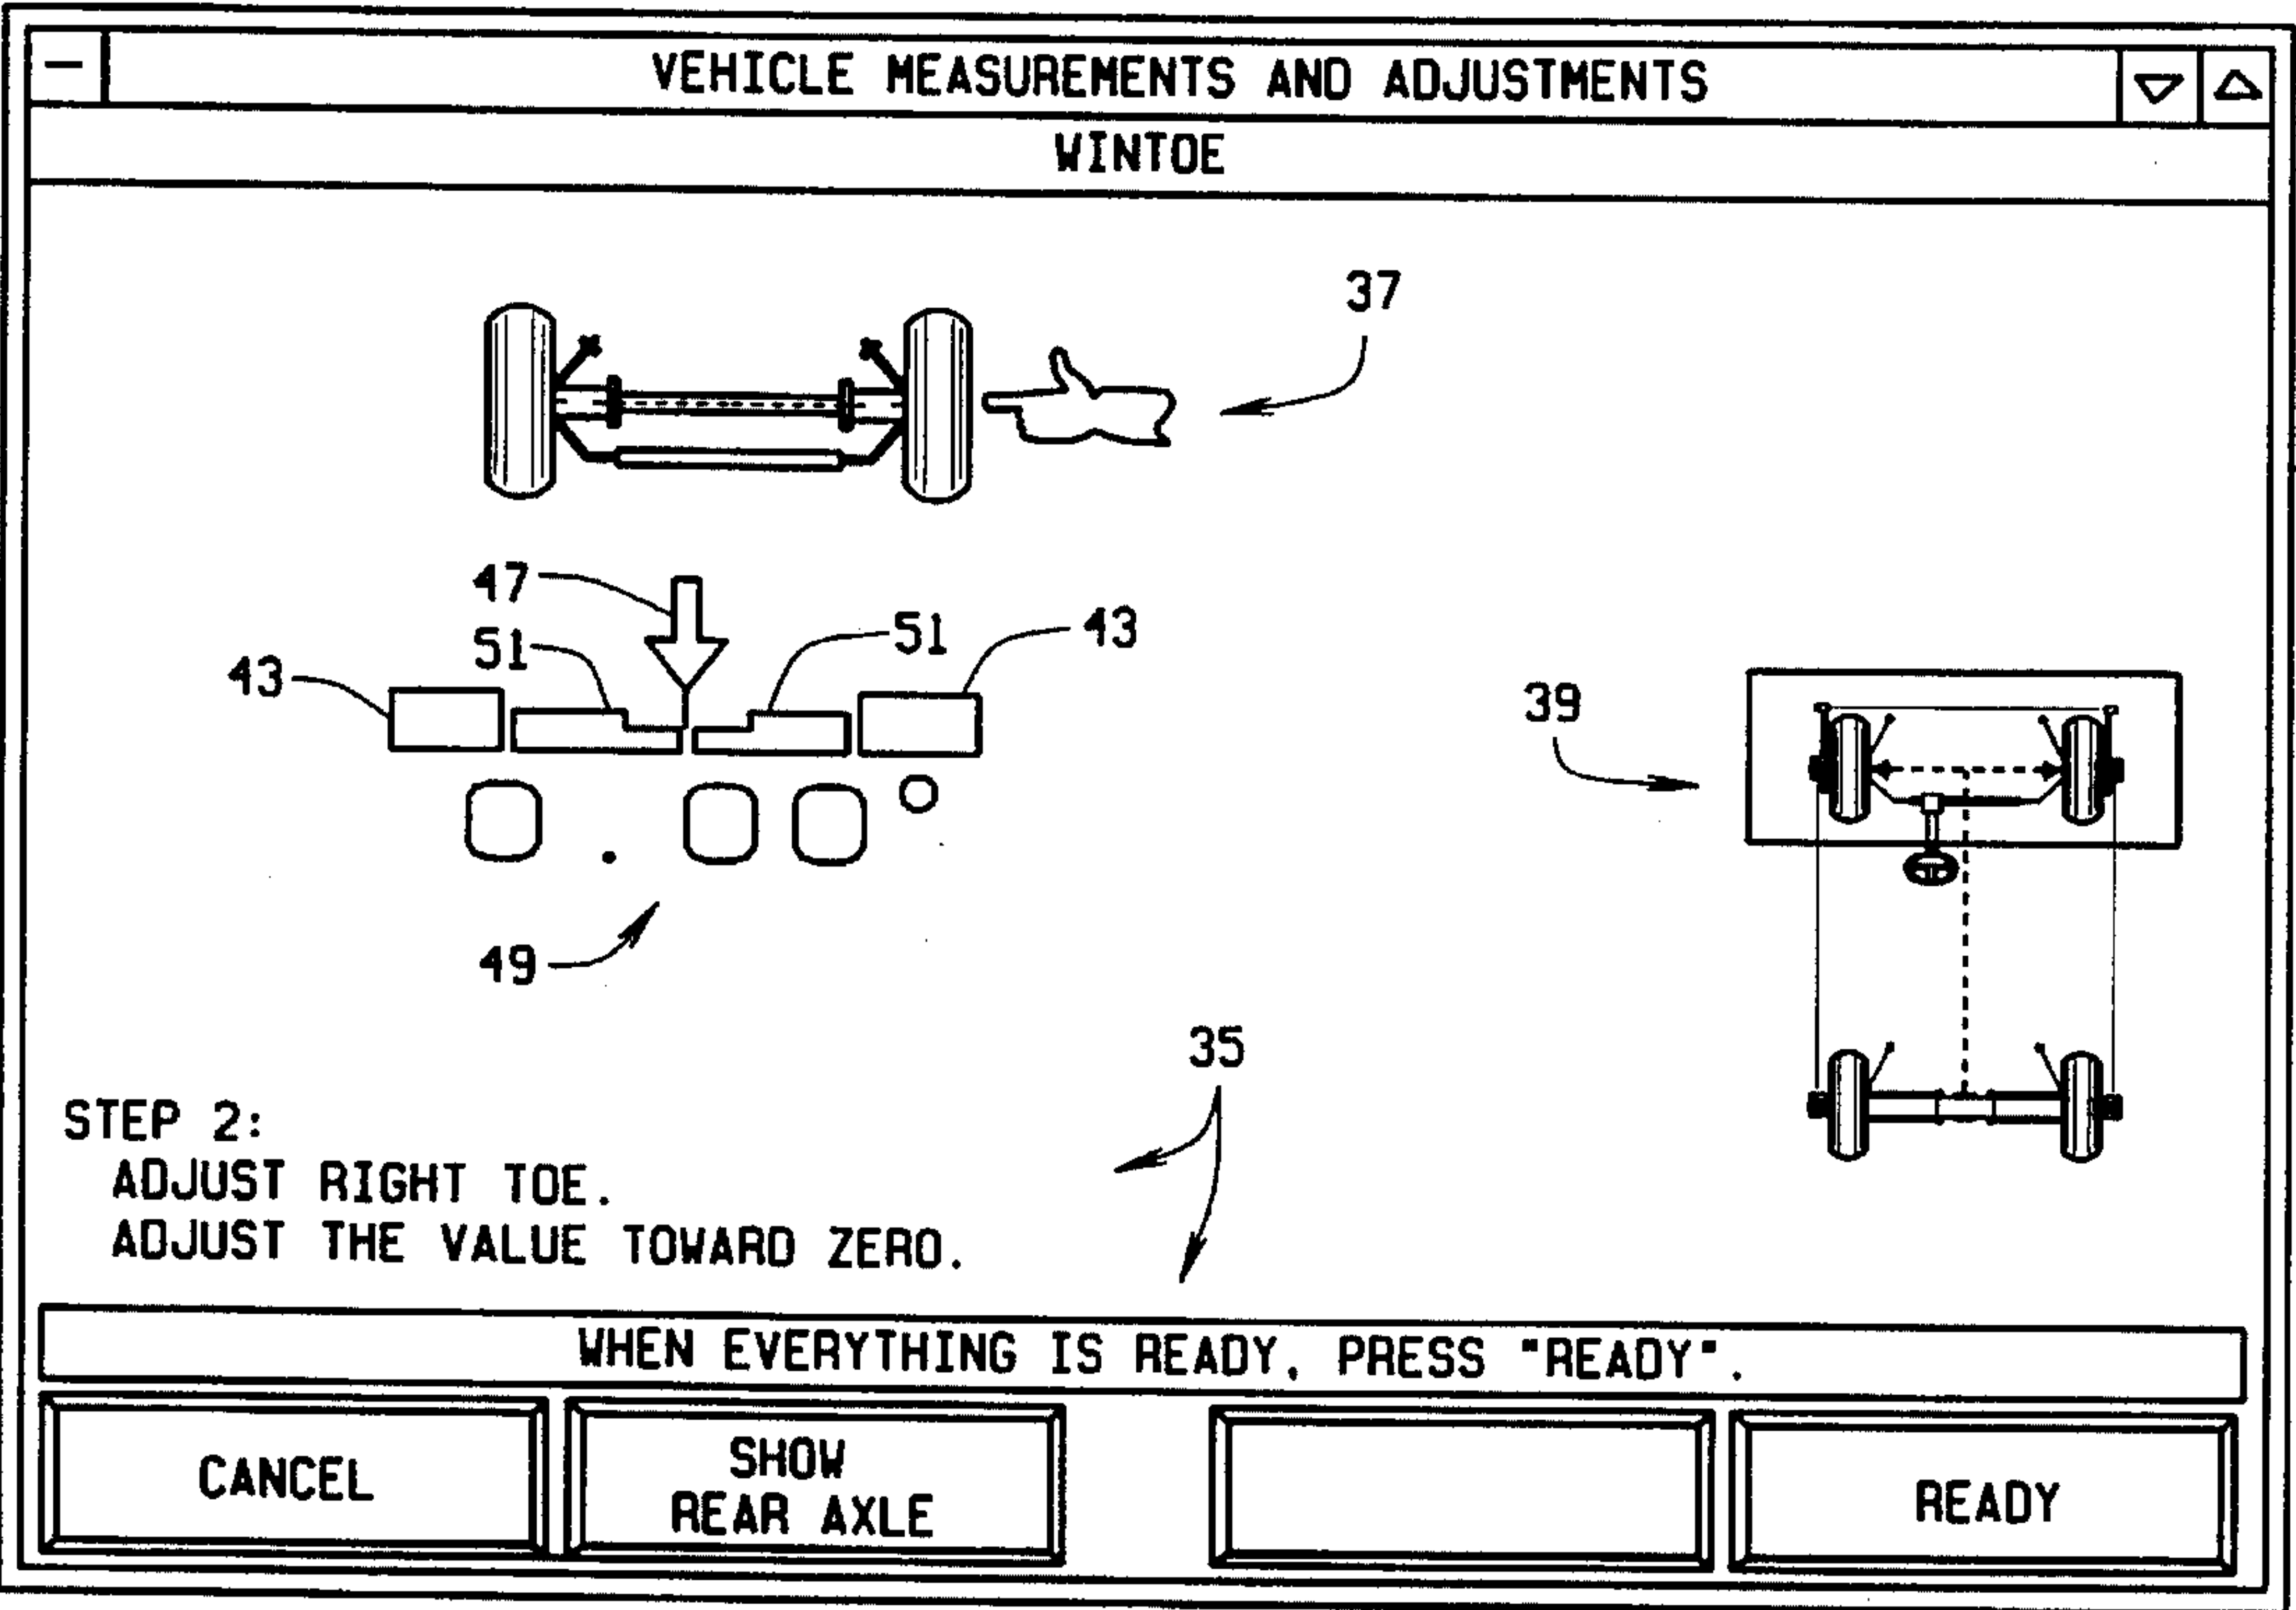 VEHICLE MEASUREMENTS AND ADJUSTMENTS
WINTOE
37
47
51
51
43
43
39
49
35
STEP 2:
ADJUST RIGHT TOE.
ADJUST THE VALUE TOWARD ZERO.
WHEN EVERYTHING IS READY, PRESS "READY".
CANCEL
SHOW
REAR AXLE
READY